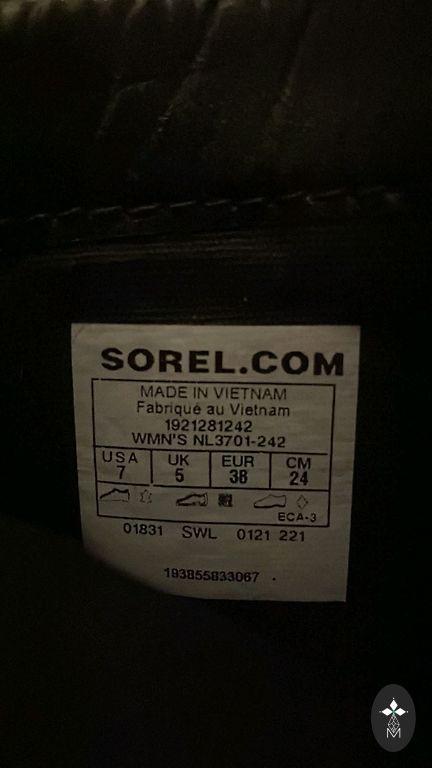 SOREL.COM
MADE IN VIETNAM
Fabriqué au Vietnam
1921281242
WMN'S NL3701-242
USA UK EUR CM
7 5 38 24
ECA-3
01831 SWL 0121 221
193855833067
M